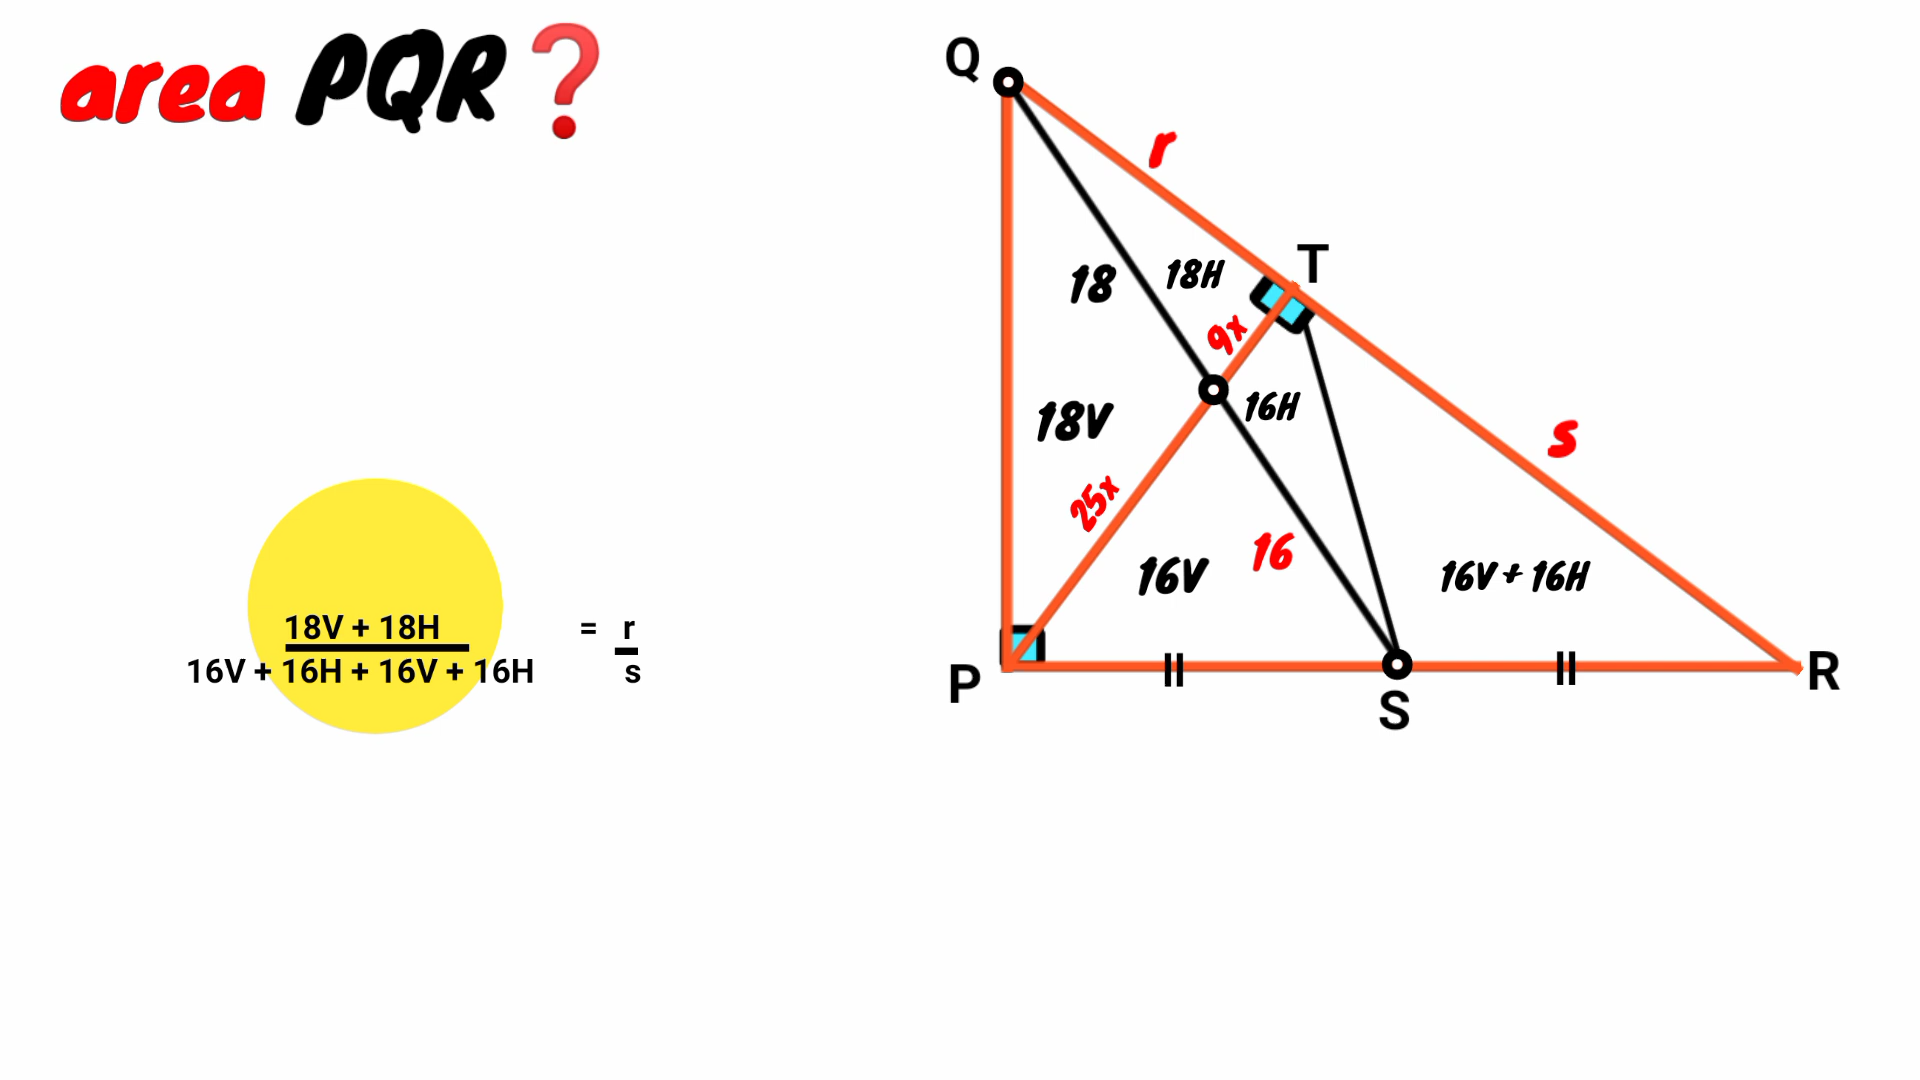 area PQR?
Q
r
T
18
18H
9x
16H
18V
s
25x
16V
16
16V + 16H
18V + 18H = r
16V + 16H + 16V + 16H s
P
S
R